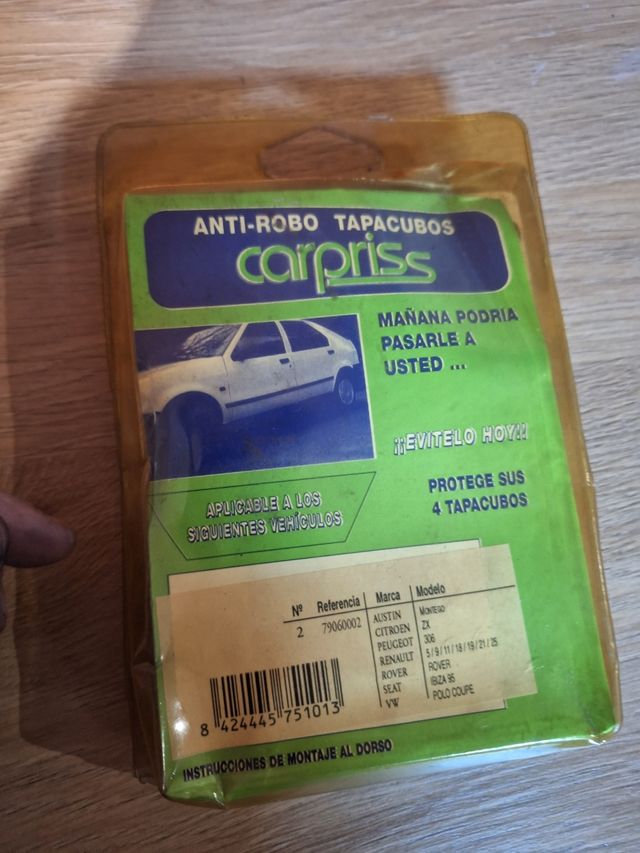 ANTI-ROBO TAPACUBOS
carpriss
MAÑANA PODRIA
PASARLE A
USTED ...
¡¡EVITELO HOY!!
PROTEGE SUS
4 TAPACUBOS
APLICABLE A LOS
SIGUIENTES VEHÍCULOS
Nº Referencia Marca Modelo
2 79060002 AUSTIN MONTEGO
CITROEN ZX
PEUGEOT 306
RENAULT 5 / 9 / 11 / 18 / 19 / 21 / 25
ROVER ROVER
SEAT IBIZA 95
VW POLO COUPE
8 424445 751013
INSTRUCCIONES DE MONTAJE AL DORSO